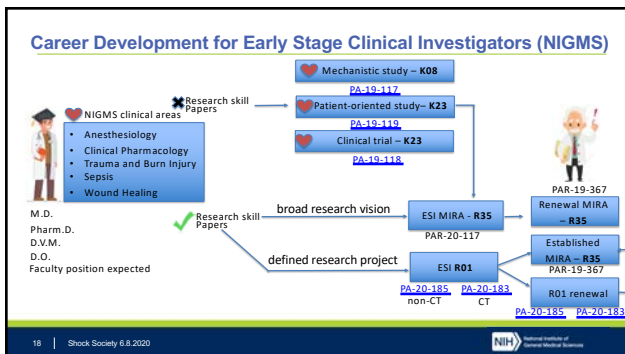 Career Development for Early Stage Clinical Investigators (NIGMS)
Mechanistic study – K08
PA-19-117
Research skill
Papers
Patient-oriented study– K23
PA-19-119
Clinical trial – K23
PA-19-118
NIGMS clinical areas
• Anesthesiology
• Clinical Pharmacology
• Trauma and Burn Injury
• Sepsis
• Wound Healing
M.D.
Pharm.D.
D.V.M.
D.O.
Faculty position expected
Research skill
Papers
broad research vision
ESI MIRA - R35
PAR-20-117
defined research project
ESI R01
PA-20-185
non-CT
PA-20-183
CT
PAR-19-367
Renewal MIRA
– R35
Established
MIRA – R35
PAR-19-367
R01 renewal
PA-20-185 PA-20-183
18 | Shock Society 6.8.2020
NIH National Institute of
General Medical Sciences